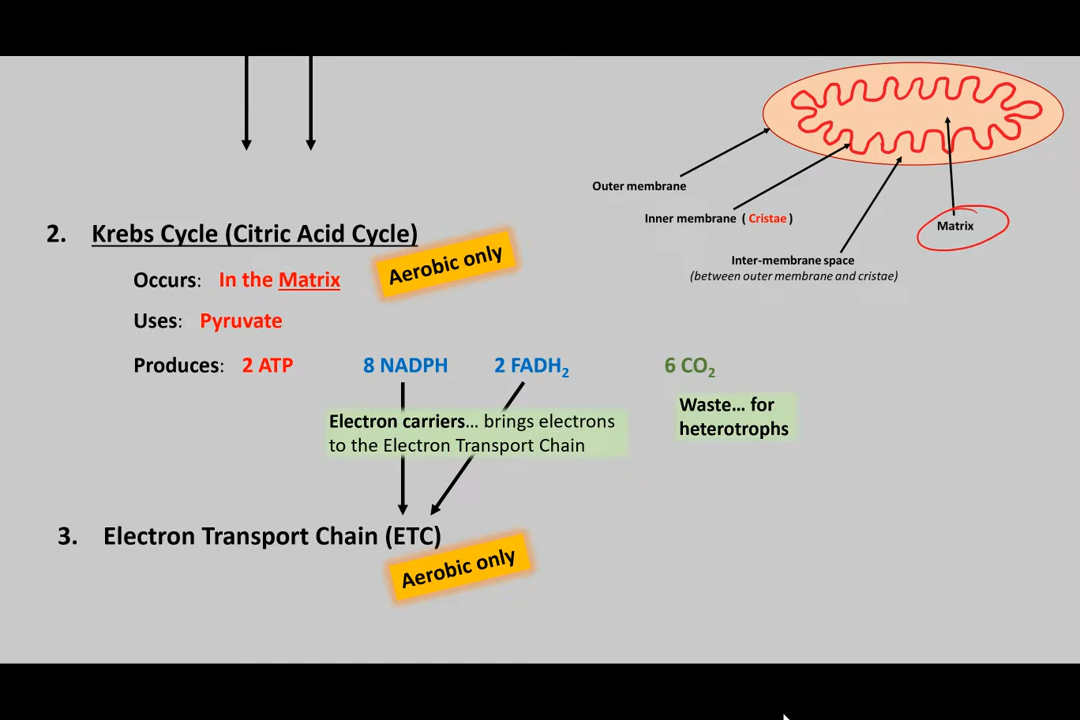 Outer membrane
Inner membrane ( Cristae )
Matrix
Inter-membrane space
(between outer membrane and cristae)
2. Krebs Cycle (Citric Acid Cycle)
Aerobic only
Occurs: In the Matrix
Uses: Pyruvate
Produces: 2 ATP 8 NADPH 2 FADH₂ 6 CO₂
Electron carriers... brings electrons
to the Electron Transport Chain
Waste... for
heterotrophs
3. Electron Transport Chain (ETC)
Aerobic only